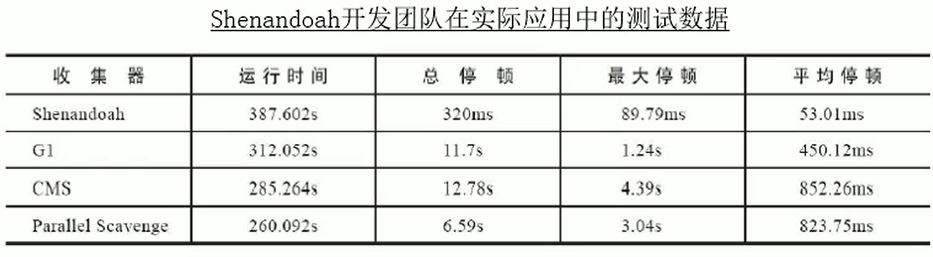 Shenandoah开发团队在实际应用中的测试数据
收集器 运行时间 总停顿 最大停顿 平均停顿
Shenandoah 387.602s 320ms 89.79ms 53.01ms
G1 312.052s 11.7s 1.24s 450.12ms
CMS 285.264s 12.78s 4.39s 852.26ms
Parallel Scavenge 260.092s 6.59s 3.04s 823.75ms